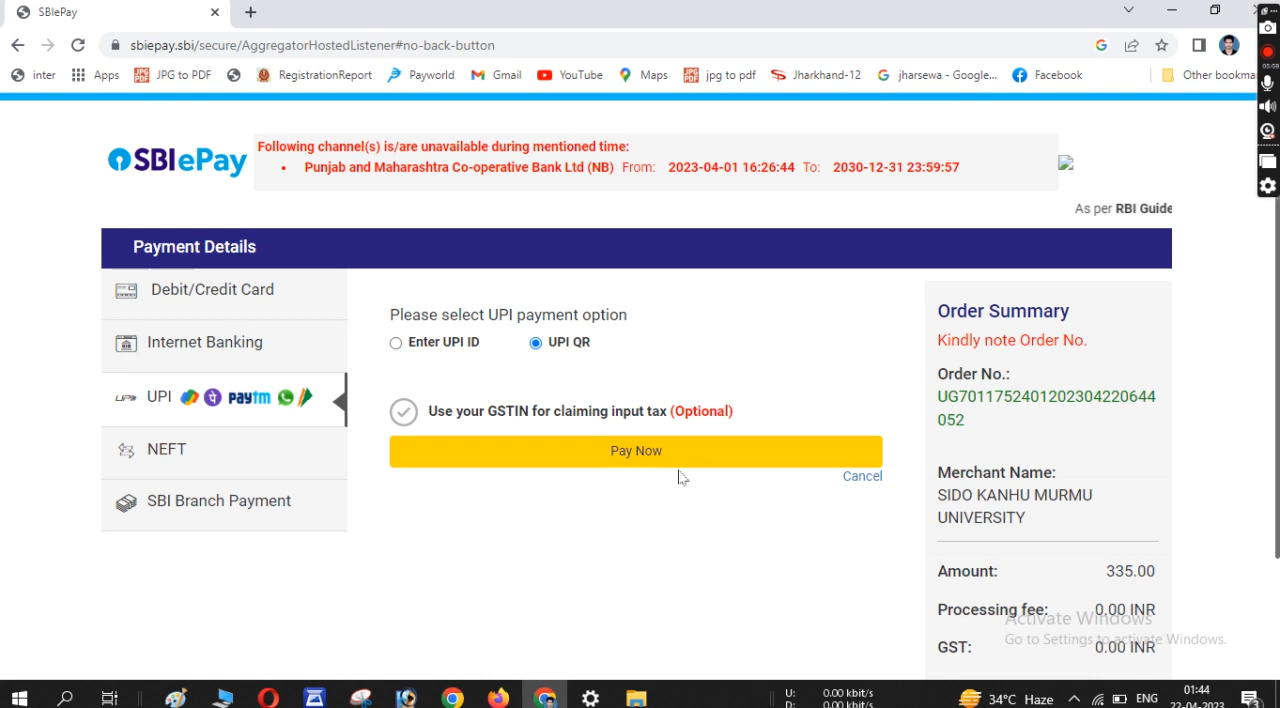 SBIePay
sbiepay.sbi/secure/AggregatorHostedListener#no-back-button
inter
Apps
JPG to PDF
RegistrationReport
Payworld
Gmail
YouTube
Maps
jpg to pdf
Jharkhand-12
jharsewa - Google...
Facebook
Other bookma
SBIePay
Following channel(s) is/are unavailable during mentioned time:
• Punjab and Maharashtra Co-operative Bank Ltd (NB) From: 2023-04-01 16:26:44 To: 2030-12-31 23:59:57
As per RBI Guide
Payment Details
Debit/Credit Card
Internet Banking
UPI UPI paytm
NEFT
SBI Branch Payment
Please select UPI payment option
Enter UPI ID
UPI QR
Use your GSTIN for claiming input tax (Optional)
Pay Now
Cancel
Order Summary
Kindly note Order No.
Order No.:
UG7011752401202304220644
052
Merchant Name:
SIDO KANHU MURMU
UNIVERSITY
Amount: 335.00
Processing fee: 0.00 INR
GST: 0.00 INR
Activate Windows
Go to Settings to activate Windows.
U: 0.00 kbit/s
D: 0.00 kbit/s
34°C Haze
ENG
01:44
22-04-2023